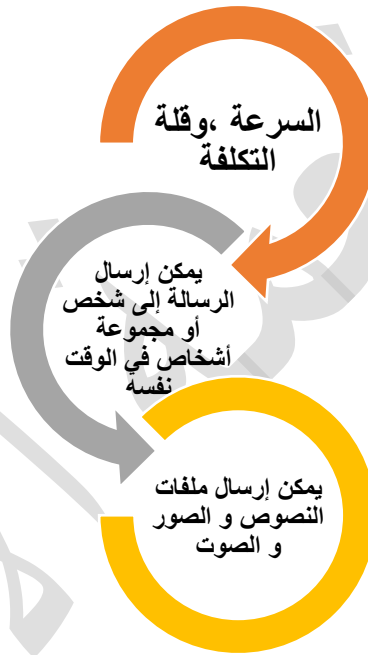 السرعة ،وقلة
التكلفة
يمكن إرسال
الرسالة إلى شخص
أو مجموعة
أشخاص في الوقت
نفسه
يمكن إرسال ملفات
النصوص و الصور
و الصوت